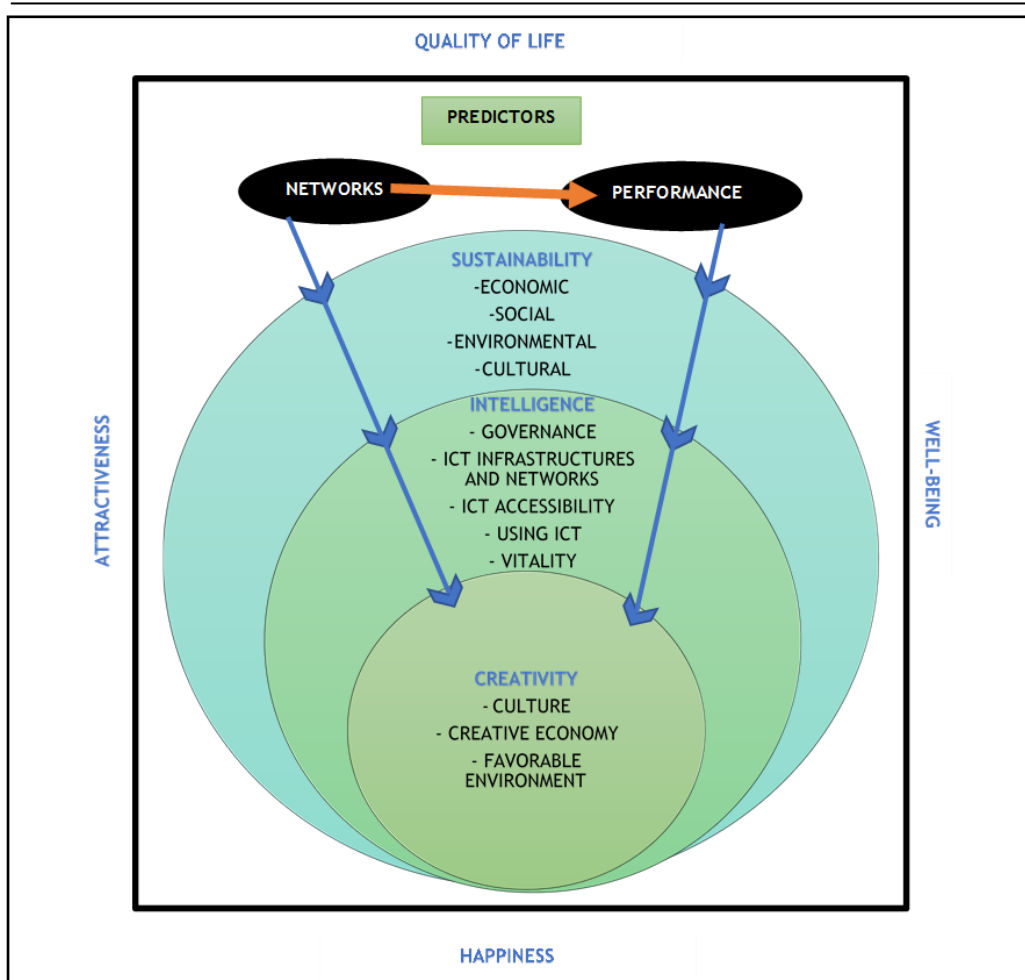 QUALITY OF LIFE
PREDICTORS
NETWORKS
PERFORMANCE
SUSTAINABILITY
-ECONOMIC
-SOCIAL
-ENVIRONMENTAL
-CULTURAL
INTELLIGENCE
- GOVERNANCE
- ICT INFRASTRUCTURES
AND NETWORKS
- ICT ACCESSIBILITY
- USING ICT
- VITALITY
CREATIVITY
- CULTURE
- CREATIVE ECONOMY
- FAVORABLE
ENVIRONMENT
ATTRACTIVENESS
WELL-BEING
HAPPINESS